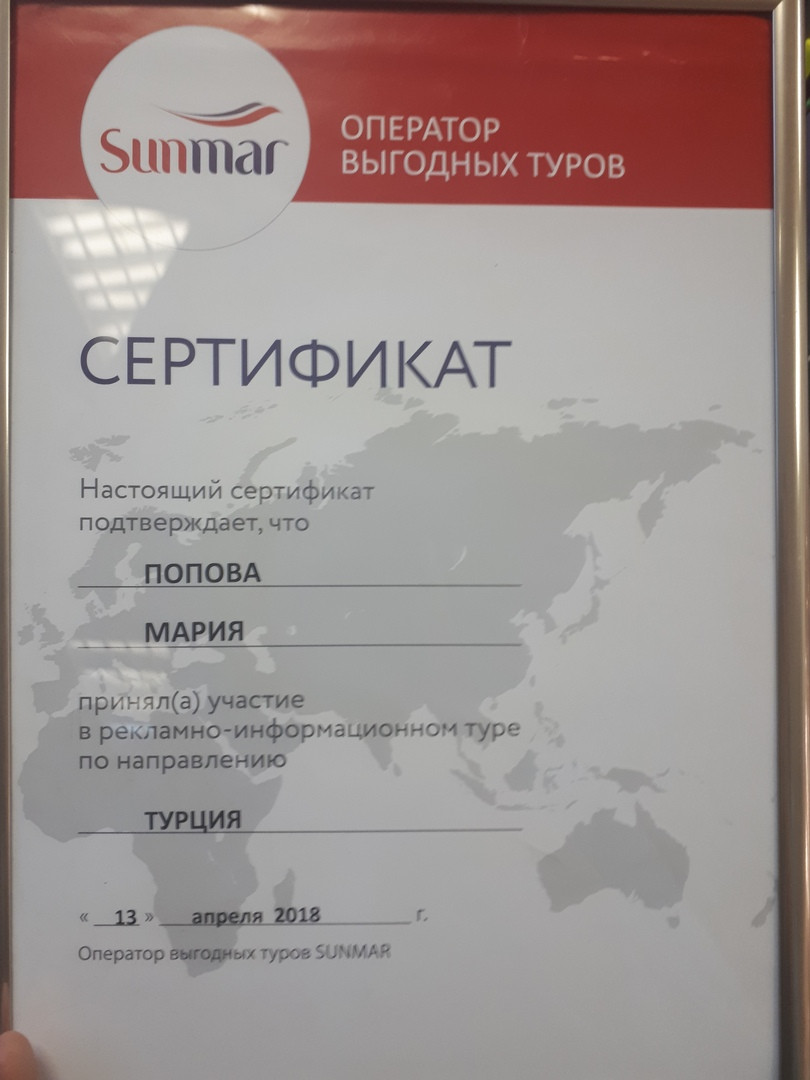 Sunmar
ОПЕРАТОР
ВЫГОДНЫХ ТУРОВ
СЕРТИФИКАТ
Настоящий сертификат
подтверждает, что
ПОПОВА
МАРИЯ
принял(а) участие
в рекламно-информационном туре
по направлению
ТУРЦИЯ
« 13 » апреля 2018 г.
Оператор выгодных туров SUNMAR